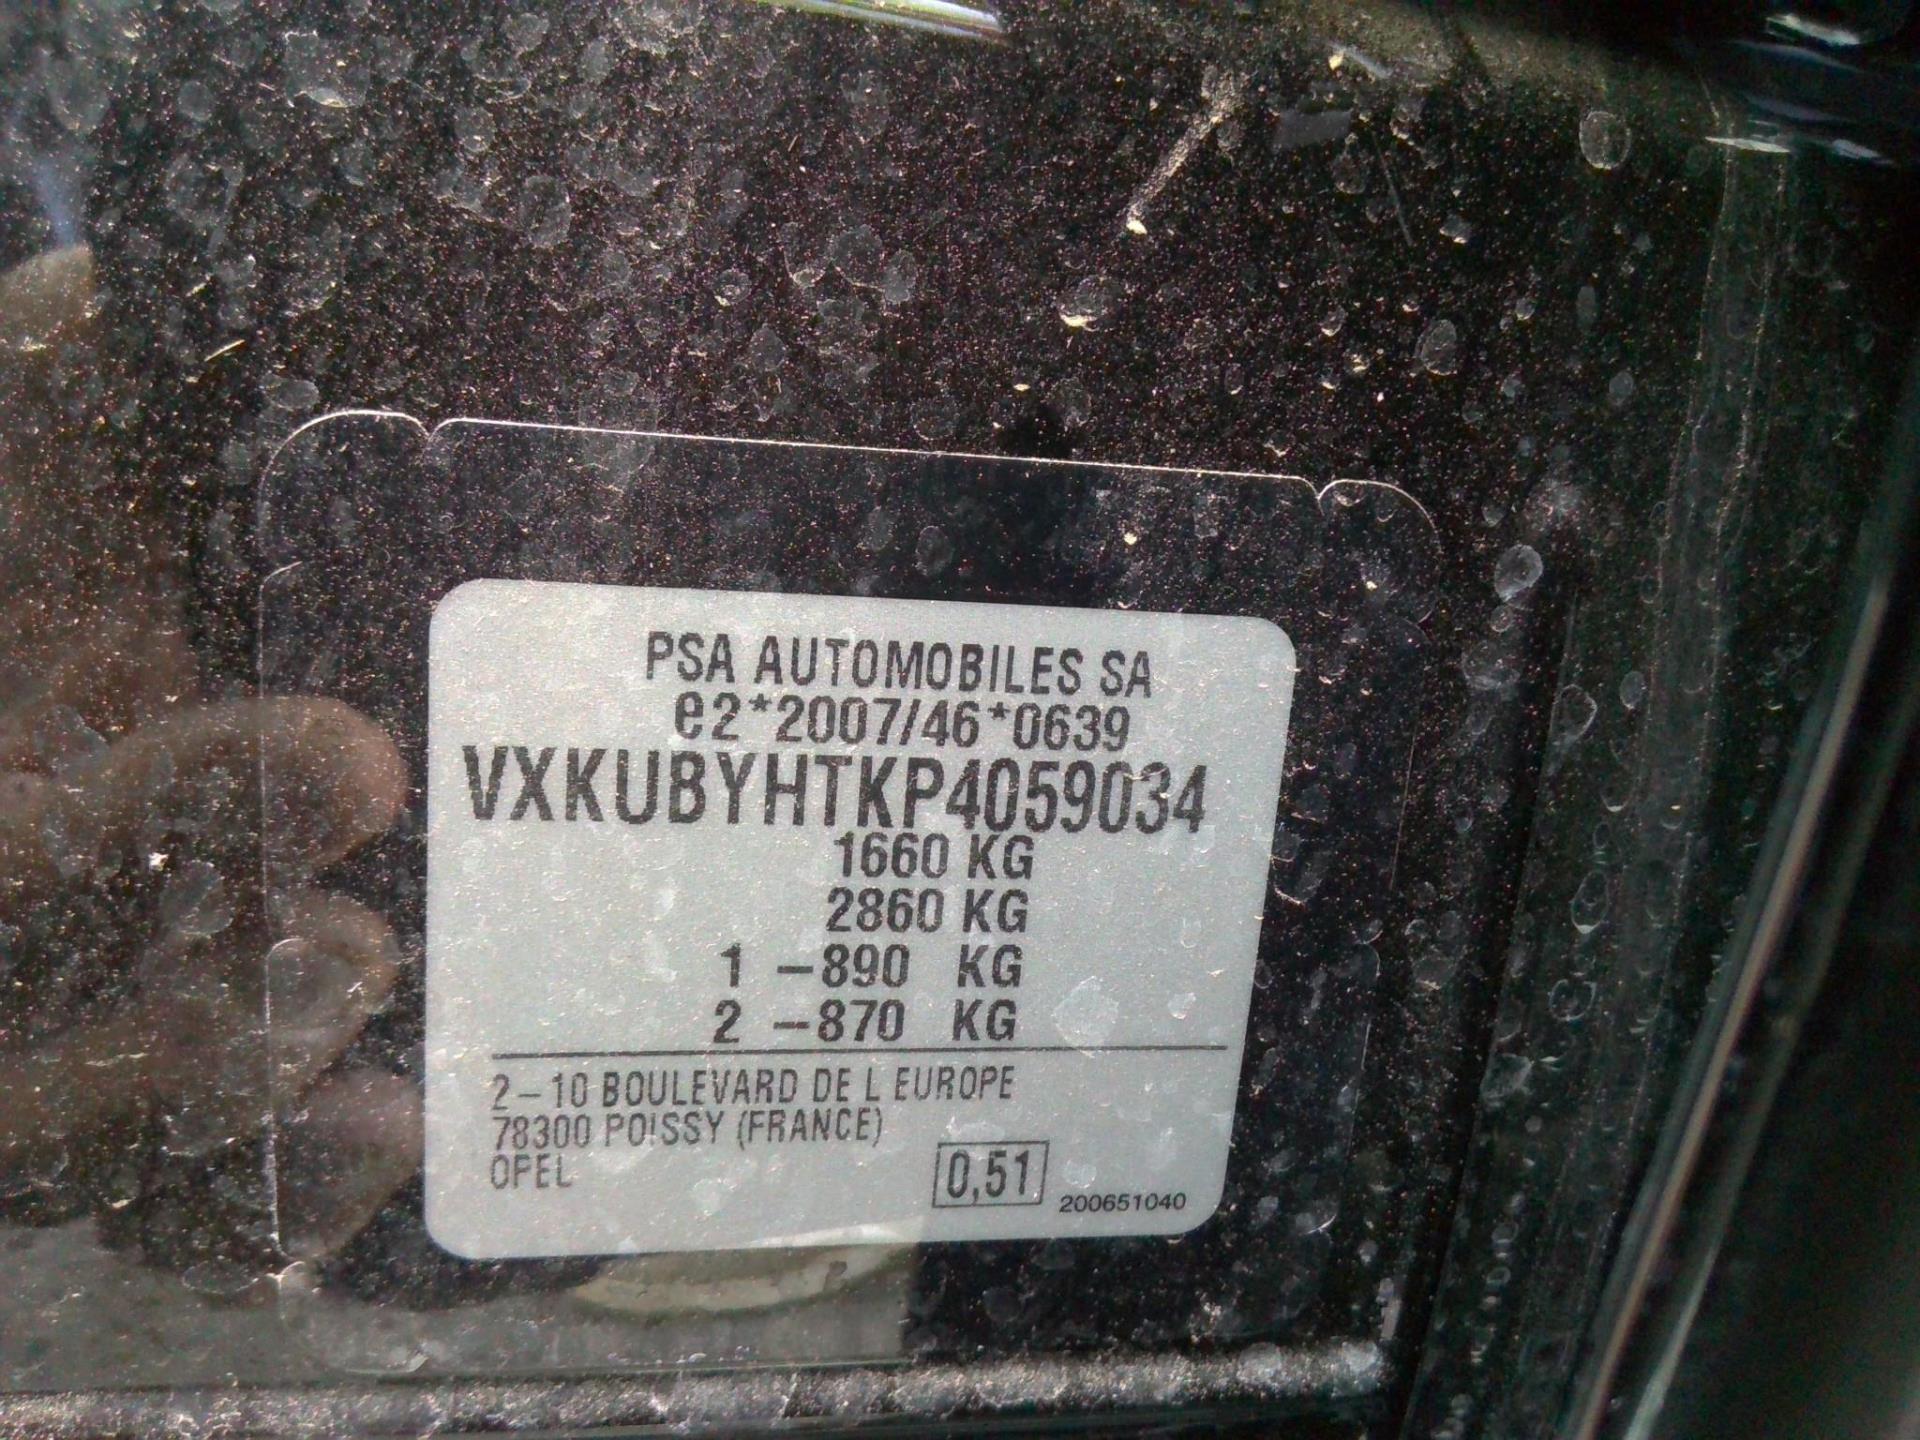 PSA AUTOMOBILES SA
e2*2007/46*0639
VXKUBYHTKP4059034
1660 KG
2860 KG
1 –890 KG
2 –870 KG
2–10 BOULEVARD DE L EUROPE
78300 POISSY (FRANCE)
OPEL
0,51
200651040